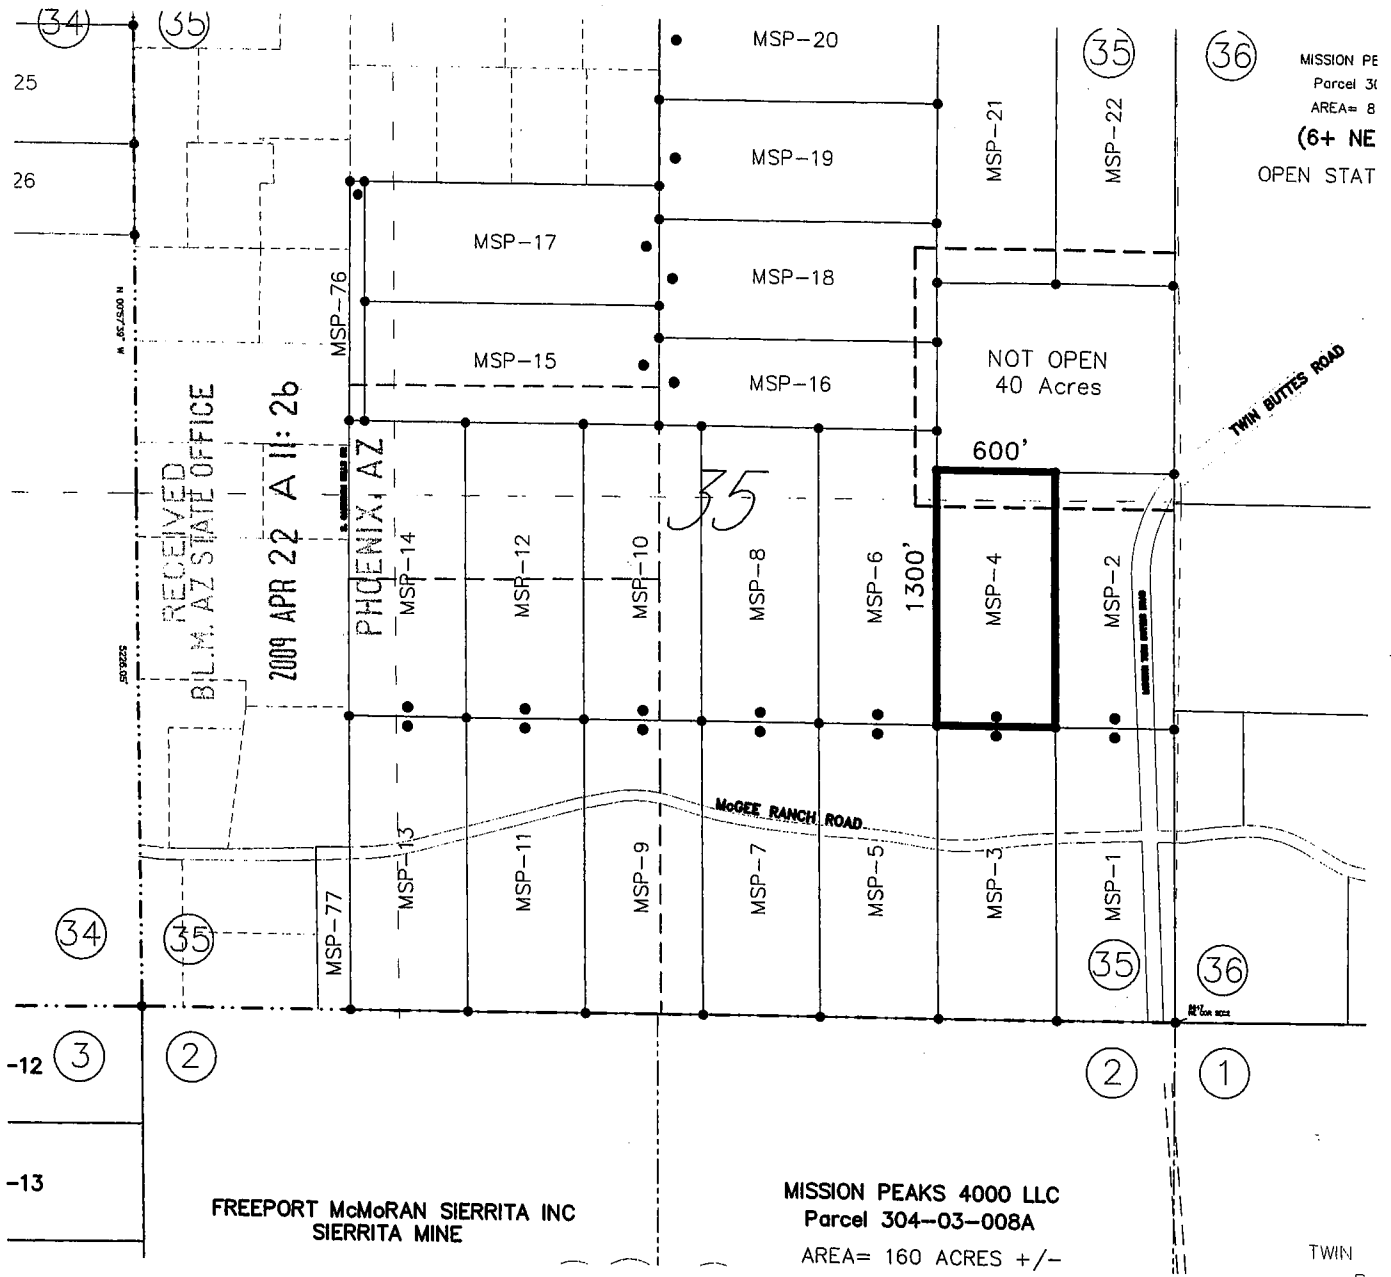 34
35
MSP-20
35
36
MISSION PE
Parcel 30
AREA= 8
(6+ NE
OPEN STAT
25
26
MSP-21
MSP-22
MSP-19
MSP-17
MSP-18
MSP-76
MSP-15
MSP-16
N 00°57'39" W
NOT OPEN
40 Acres
TWIN BUTTES ROAD
RECEIVED
B.L.M. AZ STATE OFFICE
2009 APR 22 A 11: 26
PHOENIX, AZ
600'
35
1300'
MSP-14
MSP-12
MSP-10
MSP-8
MSP-6
MSP-4
MSP-2
5226.05'
McGEE RANCH ROAD
MSP-77
MSP-13
MSP-11
MSP-9
MSP-7
MSP-5
MSP-3
MSP-1
34
35
35
36
3
2
2
1
-12
-13
FREEPORT McMoRAN SIERRITA INC
SIERRITA MINE
MISSION PEAKS 4000 LLC
Parcel 304-03-008A
AREA= 160 ACRES +/-
TWIN